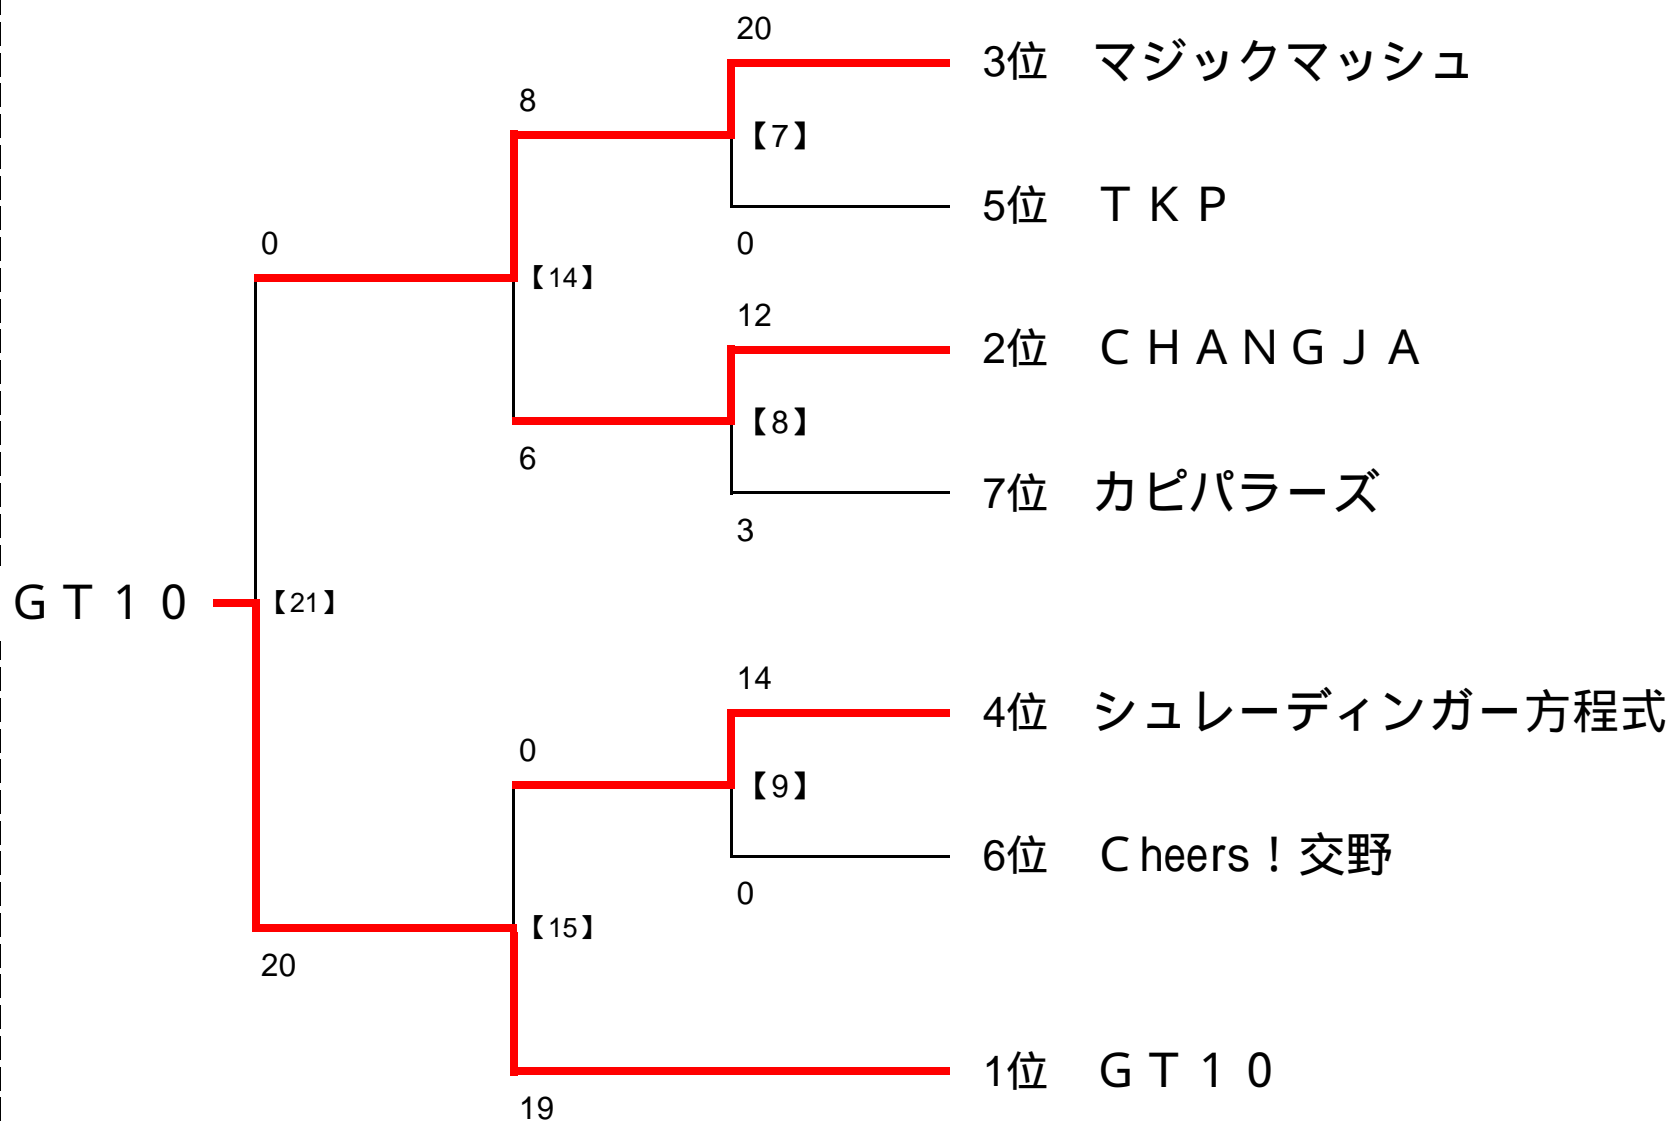 20
3位 マジックマッシュ
8
【7】
5位 ＴＫＰ
0
0
【14】
12
2位 ＣＨＡＮＧＪＡ
【8】
6
7位 カピパラーズ
3
ＧＴ１０
【21】
14
4位 シュレーディンガー方程式
0
【9】
6位 Ｃheers！交野
0
【15】
20
1位 ＧＴ１０
19